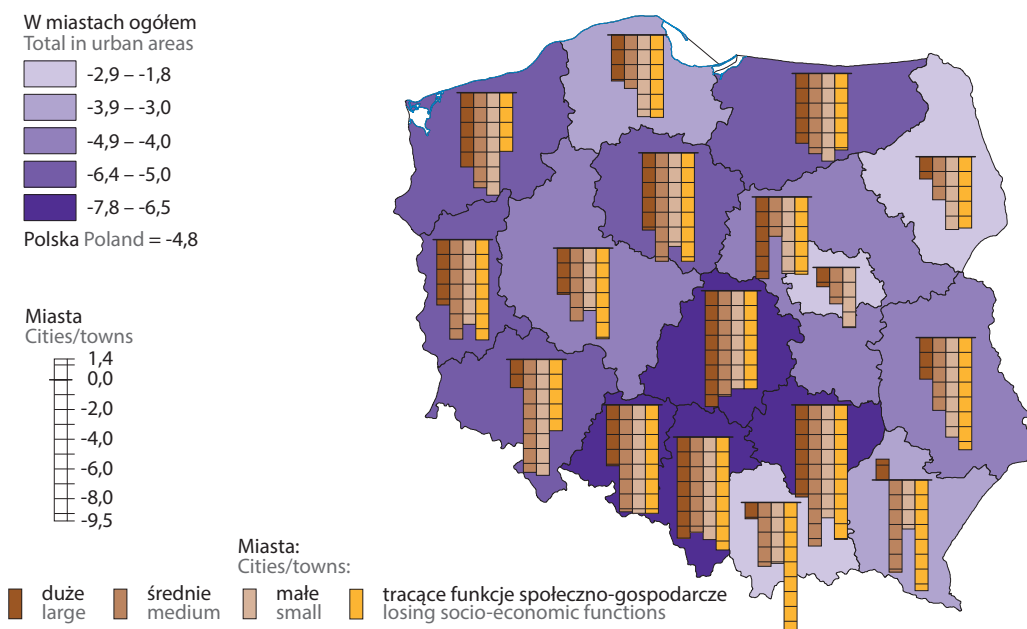 W miastach ogółem
Total in urban areas
-2,9 – -1,8
-3,9 – -3,0
-4,9 – -4,0
-6,4 – -5,0
-7,8 – -6,5
Polska Poland = -4,8
Miasta
Cities/towns
1,4
0,0
-2,0
-4,0
-6,0
-8,0
-9,5
Miasta:
Cities/towns:
duże
large
średnie
medium
małe
small
tracące funkcje społeczno-gospodarcze
losing socio-economic functions